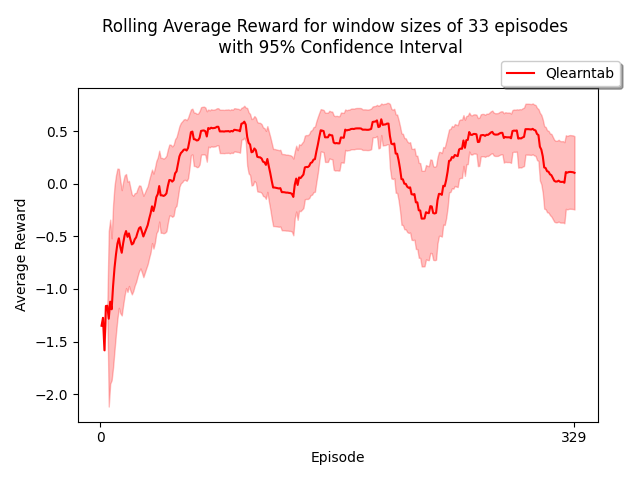 Rolling Average Reward for window sizes of 33 episodes
with 95% Confidence Interval
Qlearntab
0.5
0.0
−0.5
−1.0
−1.5
−2.0
Average Reward
0
329
Episode